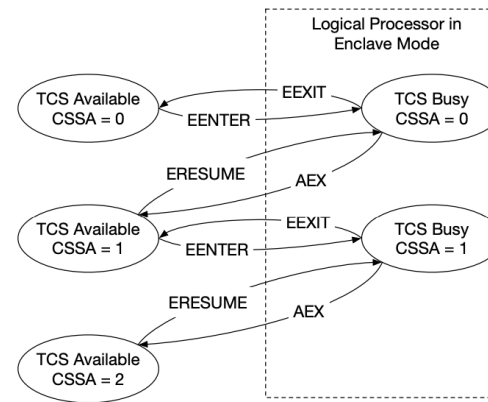 Logical Processor in
Enclave Mode
TCS Available
CSSA = 0
EEXIT
EENTER
TCS Busy
CSSA = 0
ERESUME
AEX
TCS Available
CSSA = 1
EEXIT
EENTER
TCS Busy
CSSA = 1
ERESUME
AEX
TCS Available
CSSA = 2